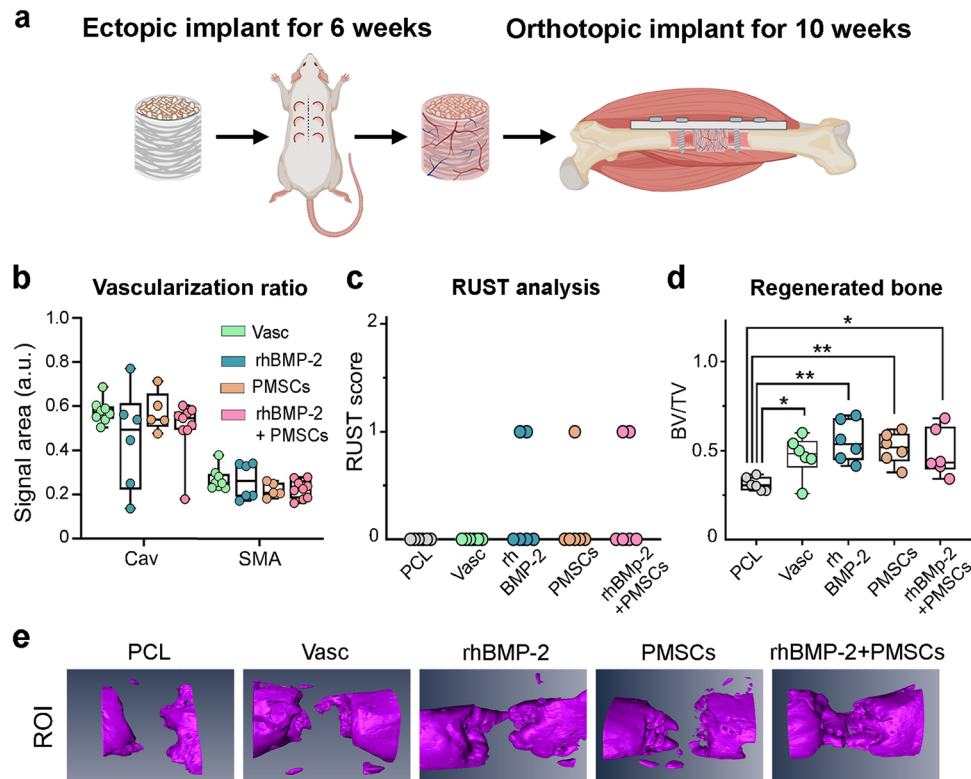 a
Ectopic implant for 6 weeks
Orthotopic implant for 10 weeks
b
Vascularization ratio
Signal area (a.u.)
1.0
0.8
0.6
0.4
0.2
0
Vasc
rhBMP-2
PMSCs
rhBMP-2
+ PMSCs
Cav
SMA
c
RUST analysis
RUST score
2
1
0
PCL
Vasc
rh
BMP-2
PMSCs
rhBMp-2
+PMSCs
d
Regenerated bone
BV/TV
1.0
0.5
0
*
**
**
*
PCL
Vasc
rh
BMP-2
PMSCs
rhBMp-2
+PMSCs
e
PCL
Vasc
rhBMP-2
PMSCs
rhBMP-2+PMSCs
ROI